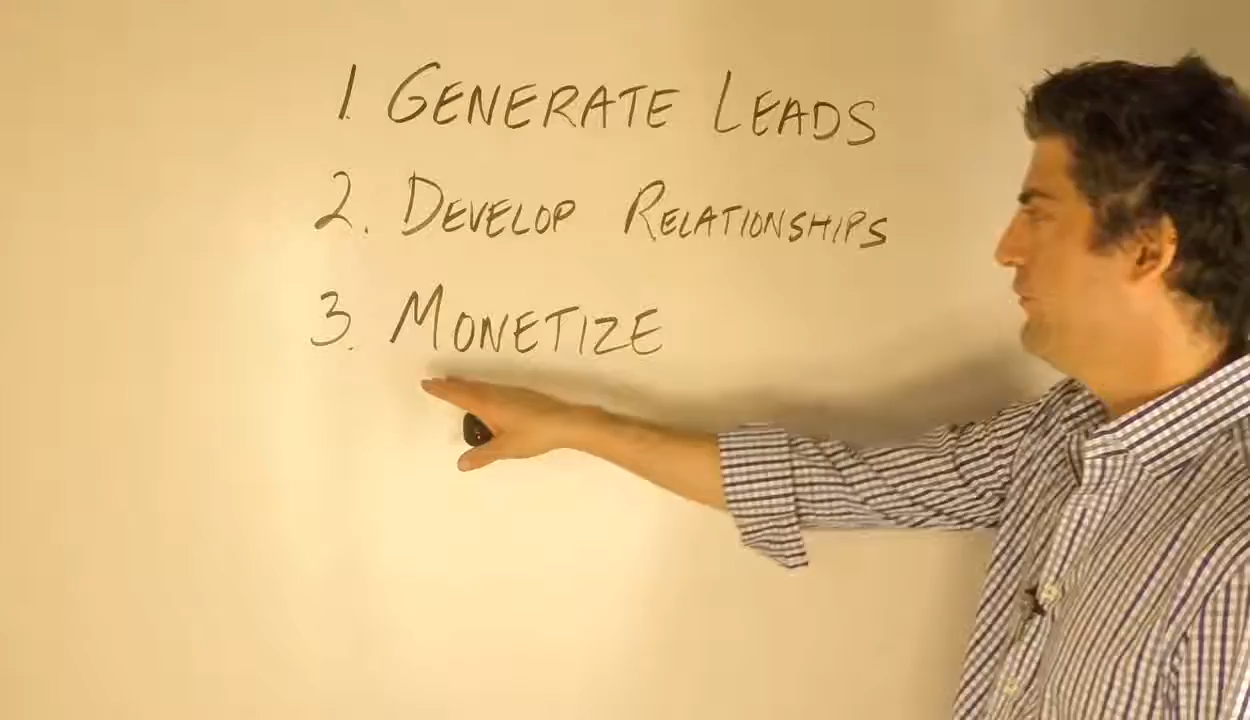 1. GENERATE LEADS
2. DEVELOP RELATIONSHIPS
3. MONETIZE